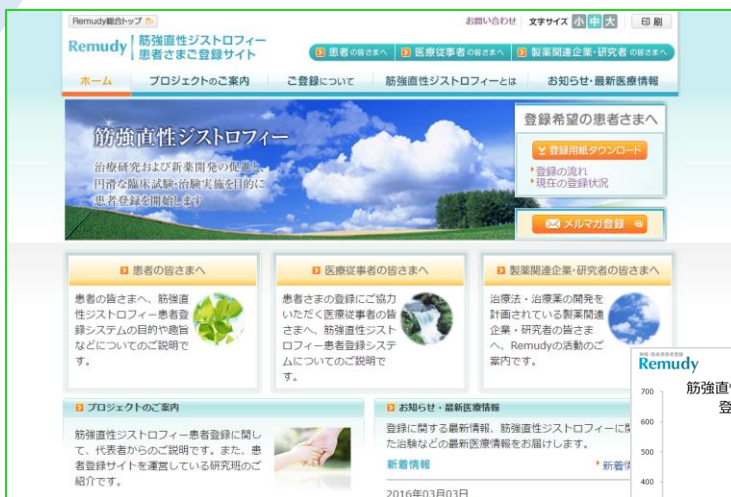 Remudy総合トップ
お問い合わせ 文字サイズ 小 中 大 印刷
Remudy 筋強直性ジストロフィー
患者さまご登録サイト
患者の皆さまへ 医療従事者の皆さまへ 製薬関連企業・研究者の皆さまへ
ホーム プロジェクトのご案内 ご登録について 筋強直性ジストロフィーとは お知らせ・最新医療情報
筋強直性ジストロフィー
治療研究および新薬開発の促進と、
円滑な臨床試験・治験実施を目的に
患者登録を開始します
登録希望の患者さまへ
登録用紙ダウンロード
登録の流れ
現在の登録状況
メルマガ登録
患者の皆さまへ
患者の皆さまへ、筋強直
性ジストロフィー患者登
録システムの目的や趣旨
などについてのご説明で
す。
医療従事者の皆さまへ
患者さまの登録にご協力
いただく医療従事者の皆
さまへ、筋強直性ジスト
ロフィー患者登録システ
ムについてのご説明で
す。
製薬関連企業・研究者の皆さまへ
治療法・治療薬の開発を
計画されている製薬関連
企業・研究者の皆さま
へ、Remudyの活動のご
案内です。
プロジェクトのご案内
筋強直性ジストロフィー患者登録に関し
て、代表者からのご説明です。また、患
者登録サイトを運営している研究班のご
紹介です。
お知らせ・最新医療情報
登録に関する最新情報、筋強直性ジストロフィーに関
た治験などの最新医療情報をお届けします。
新着情報 新着情
2016年03月03日
Remudy
筋強直
登
700
600
500
400